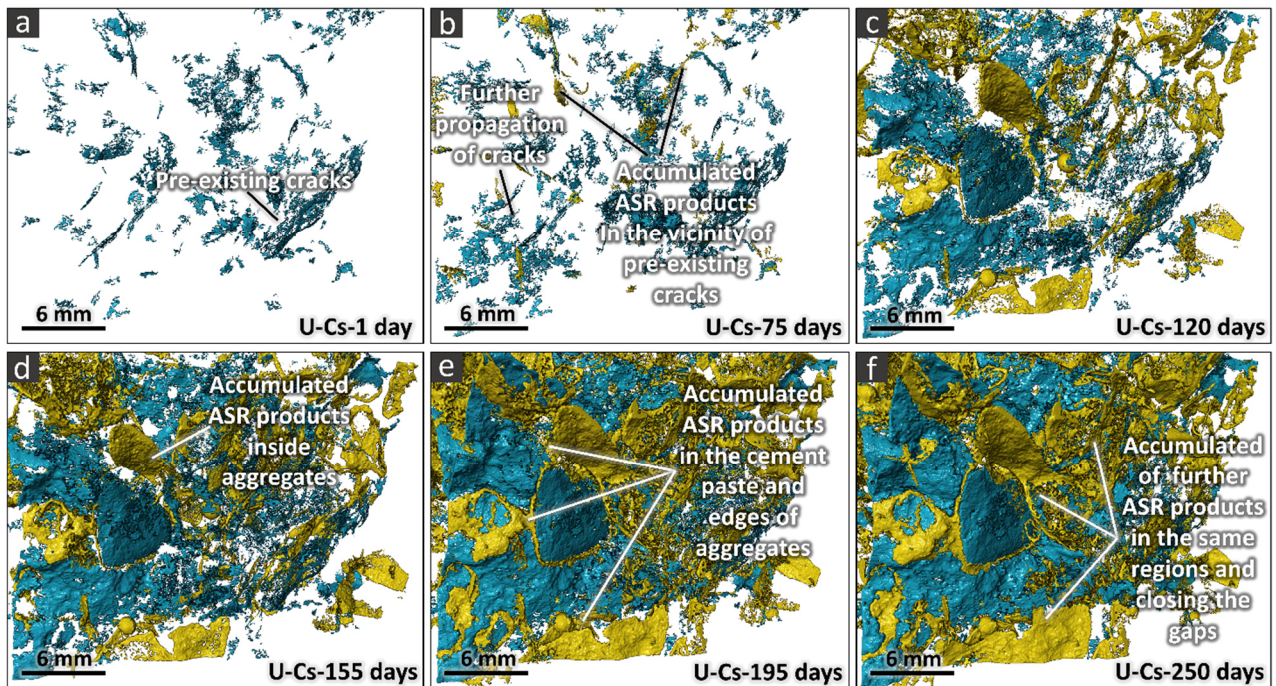 a
Pre-existing cracks
6 mm
U-Cs-1 day
b
Further
propagation
of cracks
Accumulated
ASR products
In the vicinity of
pre-existing
cracks
6 mm
U-Cs-75 days
c
6 mm
U-Cs-120 days
d
Accumulated
ASR products
inside
aggregates
6 mm
U-Cs-155 days
e
Accumulated
ASR products
in the cement
paste and
edges of
aggregates
6 mm
U-Cs-195 days
f
Accumulated
of further
ASR products
in the same
regions and
closing the
gaps
6 mm
U-Cs-250 days